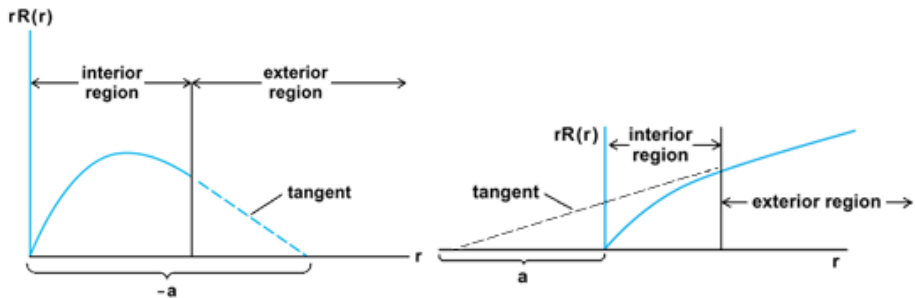 rR(r)
interior
region
exterior
region
tangent
r
-a
rR(r)
interior
region
tangent
exterior region
a
r